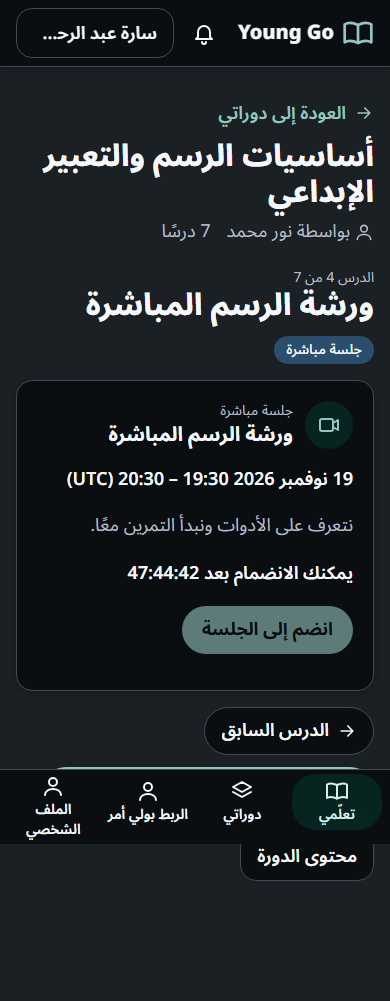 Young Go
سارة عبد الرحـ...
العودة إلى دوراتي
أساسيات الرسم والتعبير
الإبداعي
بواسطة نور محمد 7 درسًا
الدرس 4 من 7
ورشة الرسم المباشرة
جلسة مباشرة
جلسة مباشرة
ورشة الرسم المباشرة
19 نوفمبر 2026 19:30 – 20:30 (UTC)
نتعرف على الأدوات ونبدأ التمرين معًا.
يمكنك الانضمام بعد 47:44:42
انضم إلى الجلسة
الدرس السابق
تعلّمي
دوراتي
الربط بولي أمر
الملف
الشخصي
محتوى الدورة